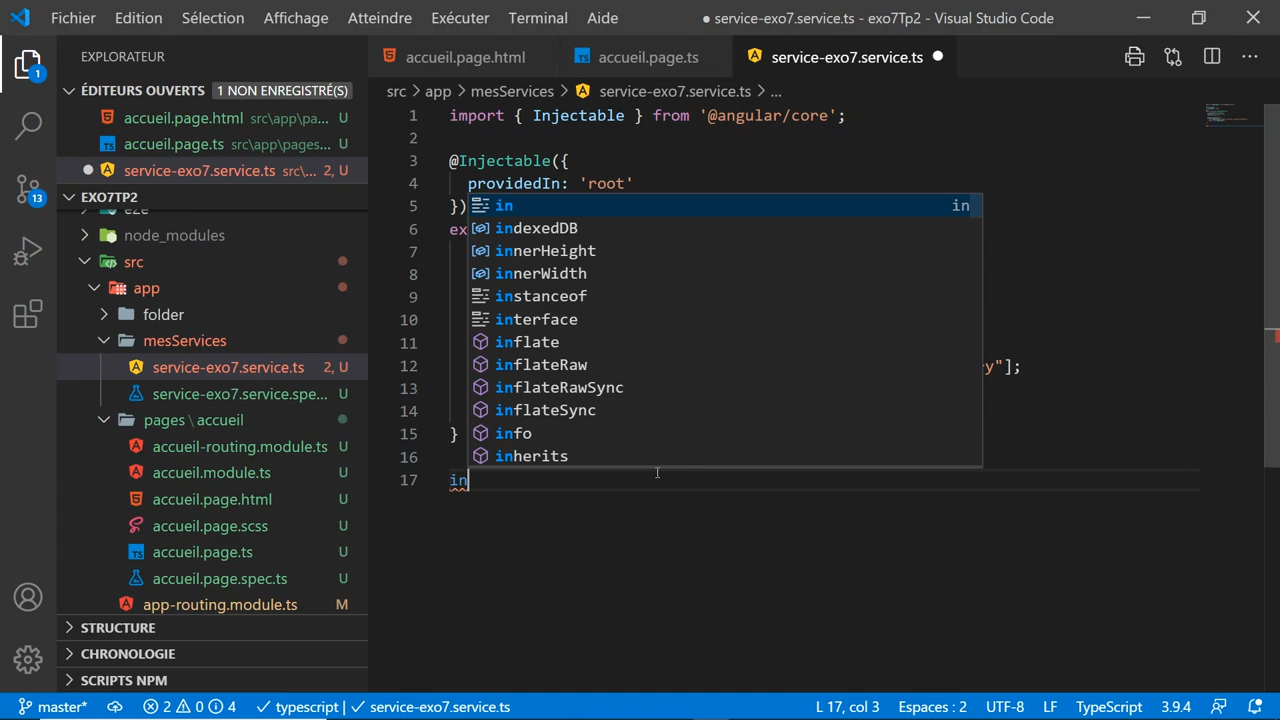 Fichier Edition Sélection Affichage Atteindre Exécuter Terminal Aide ● service-exo7.service.ts - exo7Tp2 - Visual Studio Code
EXPLORATEUR
ÉDITEURS OUVERTS 1 NON ENREGISTRÉ(S)
accueil.page.html src\app\pa... U
accueil.page.ts src\app\pages... U
service-exo7.service.ts src\... 2, U
EXO7TP2
eze
node_modules
src
app
folder
mesServices
service-exo7.service.ts 2, U
service-exo7.service.spe... U
pages \ accueil
accueil-routing.module.ts U
accueil.module.ts U
accueil.page.html U
accueil.page.scss U
accueil.page.ts U
accueil.page.spec.ts U
app-routing.module.ts M
STRUCTURE
CHRONOLOGIE
SCRIPTS NPM
1
13
accueil.page.html accueil.page.ts service-exo7.service.ts
src > app > mesServices > service-exo7.service.ts > ...
1 import { Injectable } from '@angular/core';
2
3 @Injectable({
4 providedIn: 'root'
5 })
6 ex
7
8
9
10
11
12 y"];
13
14
15 }
16
17 in
in in
indexedDB
innerHeight
innerWidth
instanceof
interface
inflate
inflateRaw
inflateRawSync
inflateSync
info
inherits
master* 2 0 4 typescript | service-exo7.service.ts L 17, col 3 Espaces : 2 UTF-8 LF TypeScript 3.9.4